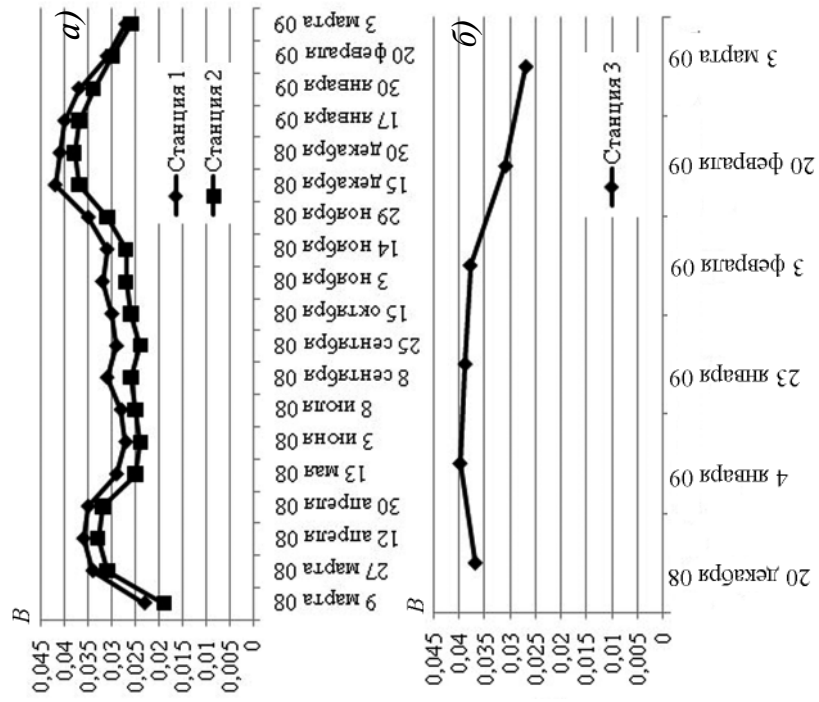 а)
B
0,045
0,04
0,035
0,03
0,025
0,02
0,015
0,01
0,005
0
9 марта 08
27 марта 08
12 апреля 08
30 апреля 08
13 мая 08
3 июня 08
8 июля 08
8 сентября 08
25 сентября 08
15 октября 08
3 ноября 08
14 ноября 08
29 ноября 08
15 декабря 08
30 декабря 08
17 января 09
30 января 09
20 февраля 09
3 марта 09
Станция 1
Станция 2
б)
B
0,045
0,04
0,035
0,03
0,025
0,02
0,015
0,01
0,005
0
20 декабря 08
4 января 09
23 января 09
3 февраля 09
20 февраля 09
3 марта 09
Станция 3